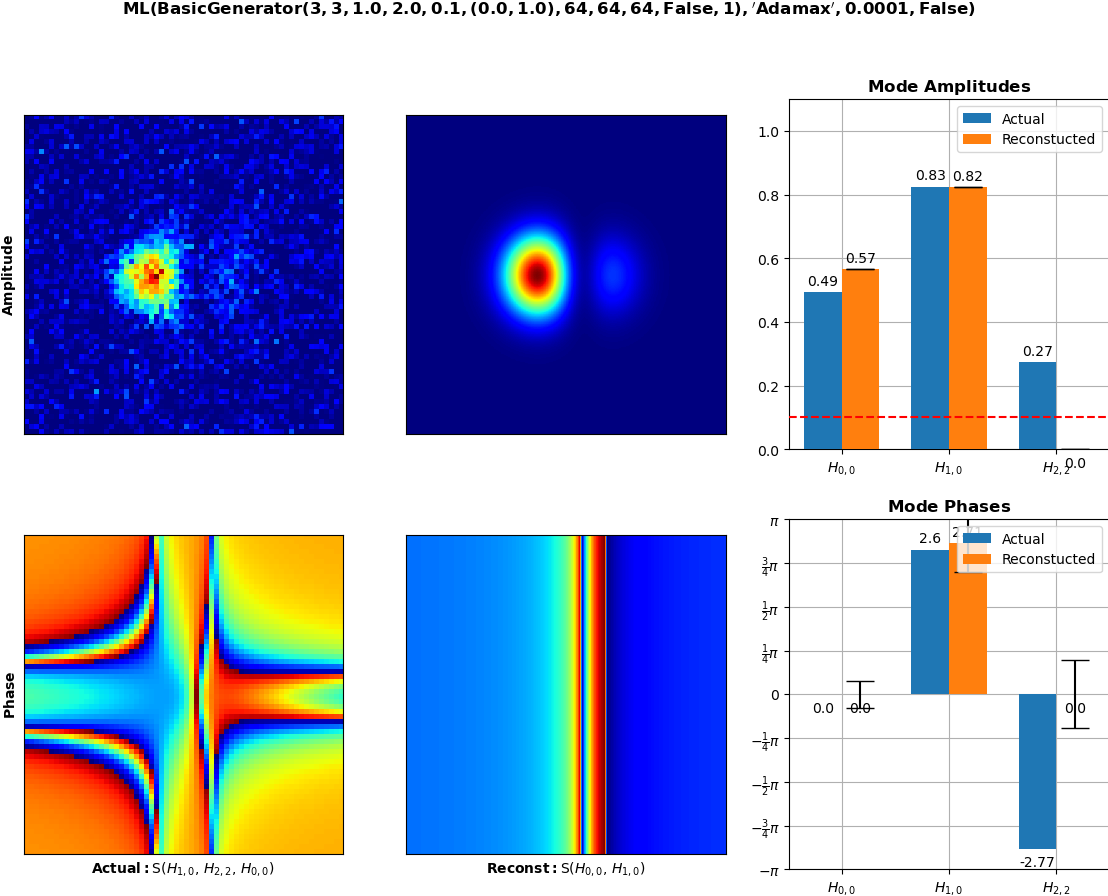 ML(BasicGenerator(3, 3, 1.0, 2.0, 0.1, (0.0, 1.0), 64, 64, 64, False, 1), 'Adamax', 0.0001, False)
Amplitude
Mode Amplitudes
Actual
Reconstucted
1.0
0.8
0.6
0.4
0.2
0.0
0.49
0.57
0.83
0.82
0.27
0.0
H0,0
H1,0
H2,2
Phase
Actual: S(H1,0, H2,2, H0,0)
Reconst: S(H0,0, H1,0)
Mode Phases
Actual
Reconstucted
π
3/4π
1/2π
1/4π
0
−1/4π
−1/2π
−3/4π
−π
0.0
0.0
2.6
-2.77
0.0
H0,0
H1,0
H2,2